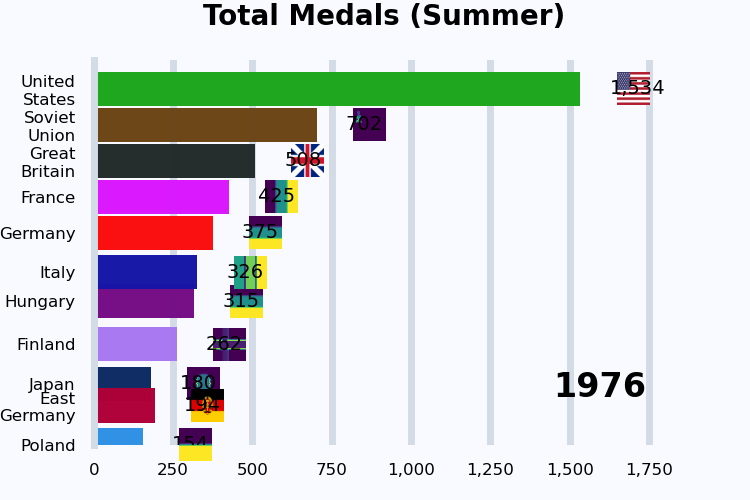 Total Medals (Summer)
United
States
1,534
Soviet
Union
702
Great
Britain
508
France
425
Germany
375
Italy
326
Hungary
315
Finland
262
Japan
180
East
Germany
194
Poland
154
1976
0
250
500
750
1,000
1,250
1,500
1,750